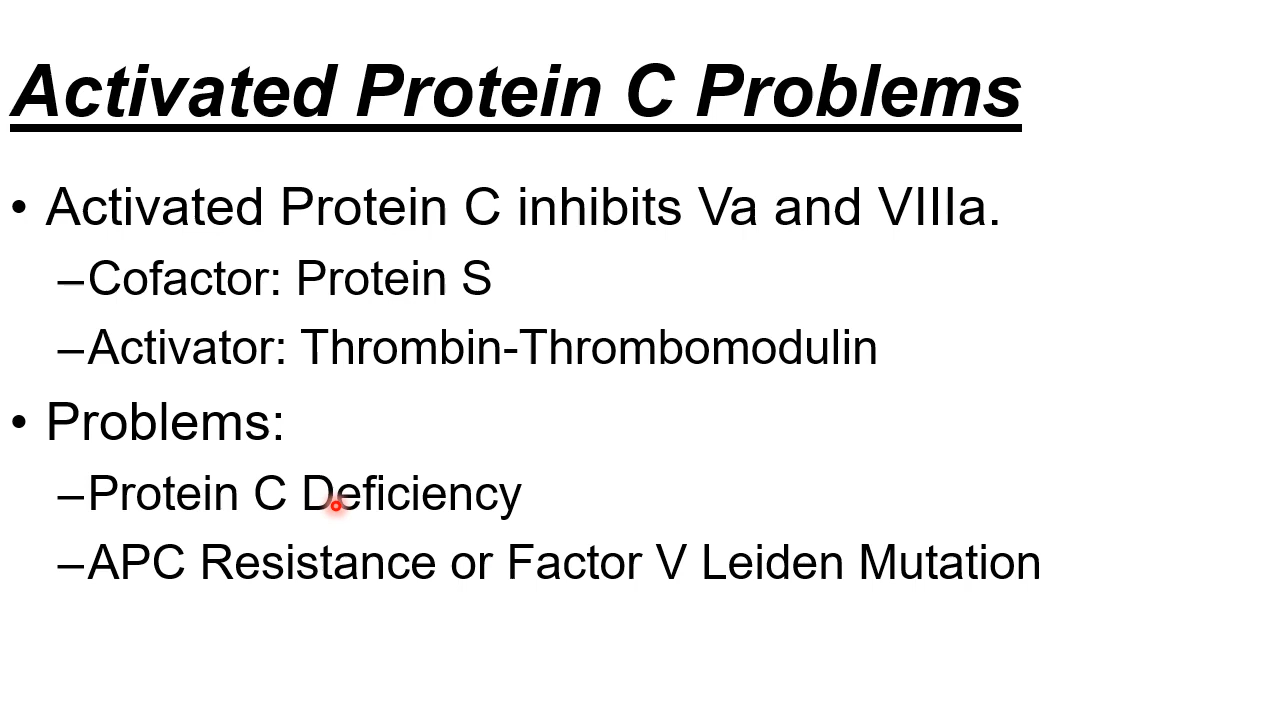 Activated Protein C Problems
• Activated Protein C inhibits Va and VIIIa.
–Cofactor: Protein S
–Activator: Thrombin-Thrombomodulin
• Problems:
–Protein C Deficiency
–APC Resistance or Factor V Leiden Mutation